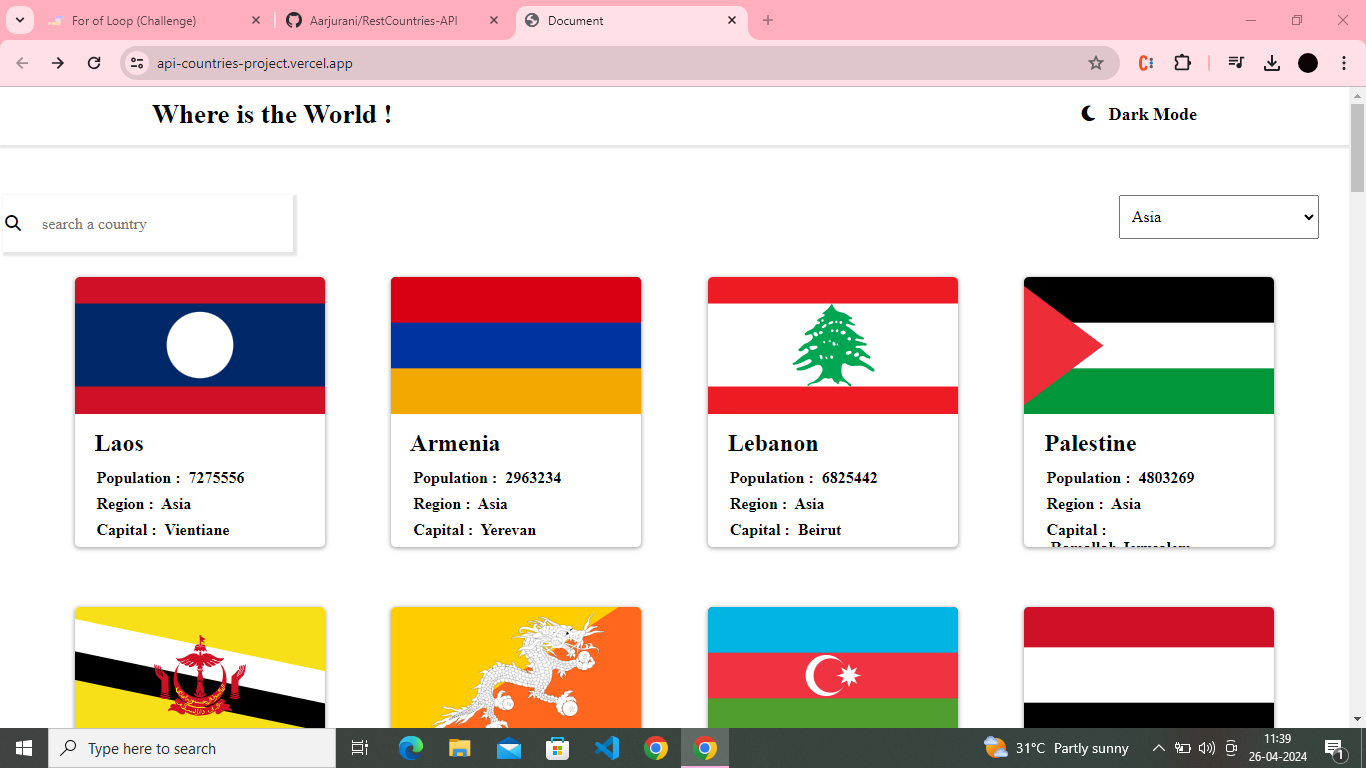 For of Loop (Challenge)
Aarjurani/RestCountries-API
Document
api-countries-project.vercel.app
Where is the World !
Dark Mode
search a country
Asia
Laos
Population : 7275556
Region : Asia
Capital : Vientiane
Armenia
Population : 2963234
Region : Asia
Capital : Yerevan
Lebanon
Population : 6825442
Region : Asia
Capital : Beirut
Palestine
Population : 4803269
Region : Asia
Capital :
Ramallah,Jerusalem
Type here to search
31°C Partly sunny
11:39
26-04-2024
1